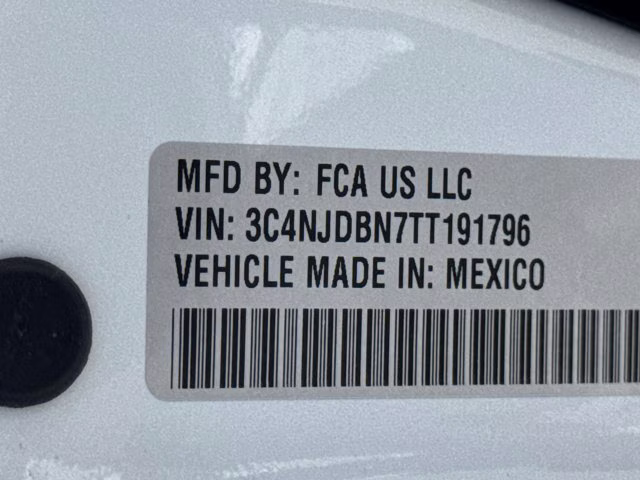 MFD BY: FCA US LLC
VIN: 3C4NJDBN7TT191796
VEHICLE MADE IN: MEXICO